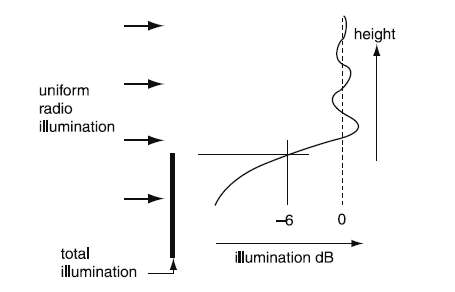 height
uniform
radio
illumination
–6
0
total
illumination
illumination dB